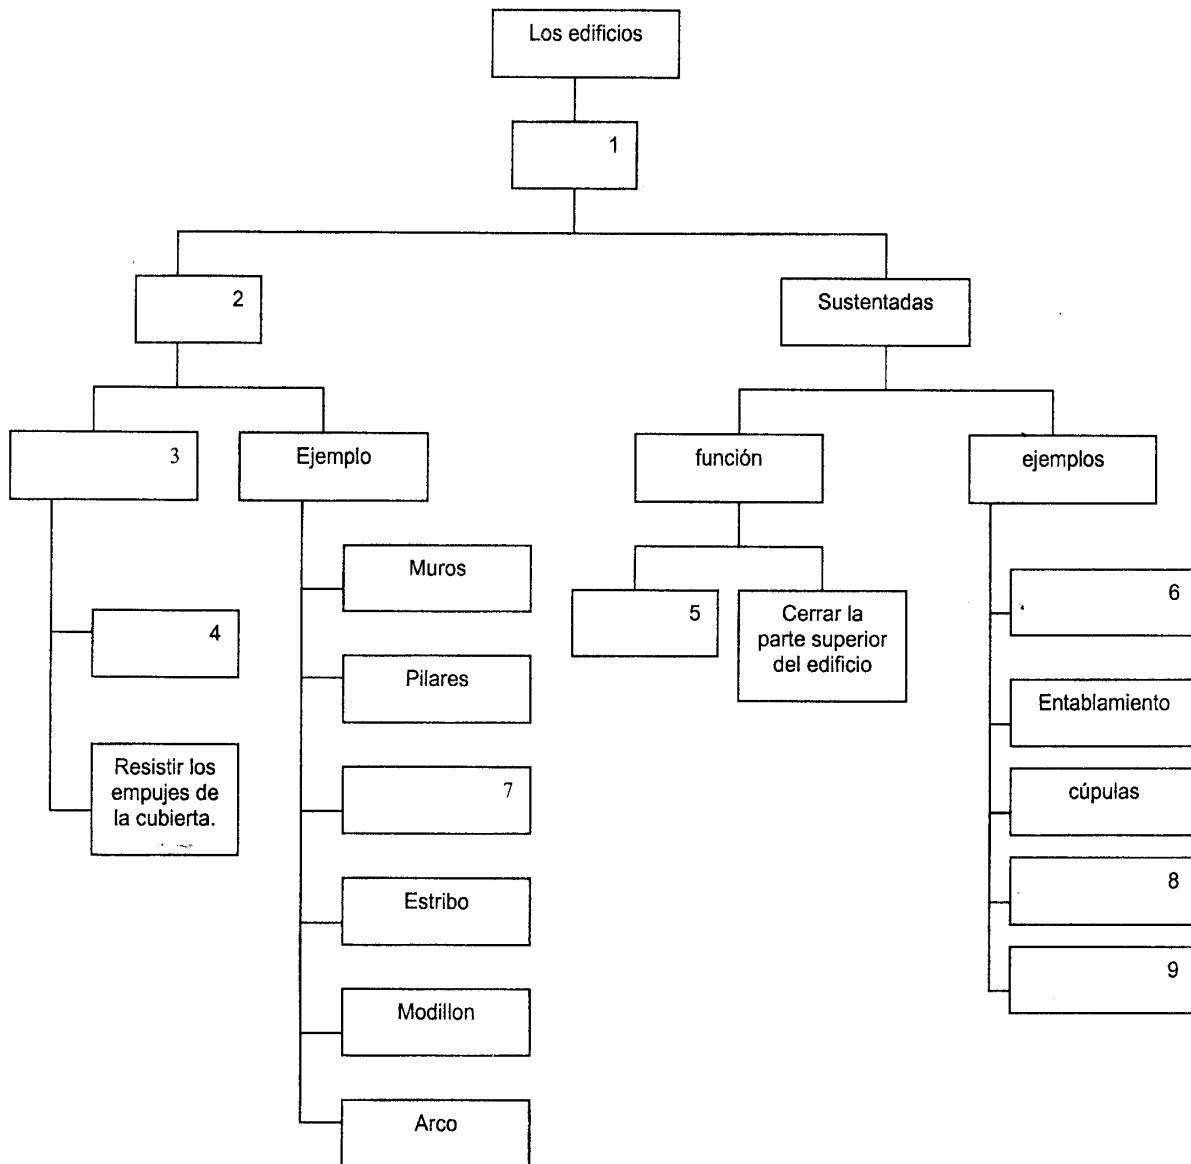 Los edificios
1
2
Sustentadas
3
Ejemplo
función
ejemplos
Muros
4
Pilares
Resistir los
empujes de
la cubierta.
7
Estribo
Modillon
Arco
5
Cerrar la
parte superior
del edificio
6
Entablamiento
cúpulas
8
9